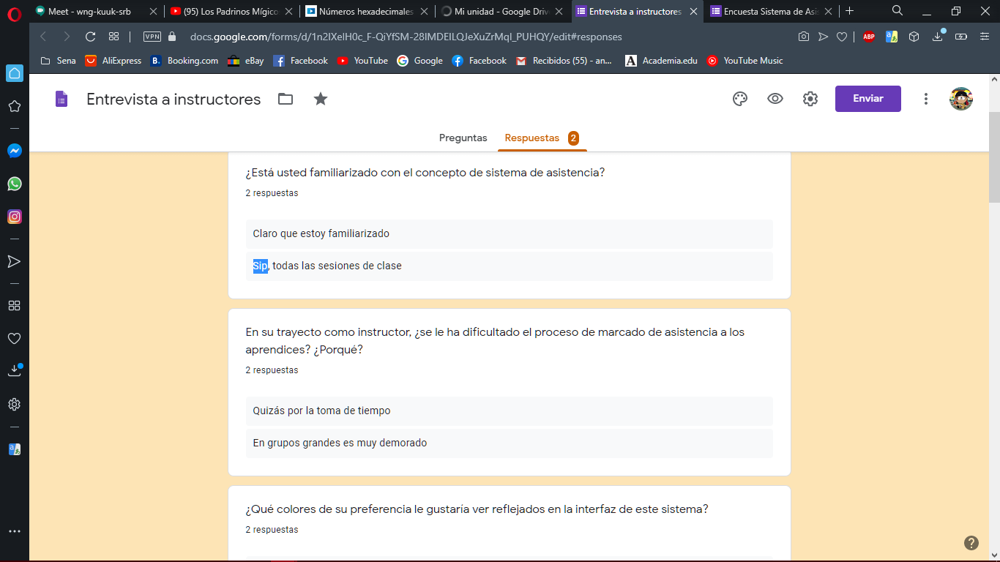 Meet - wng-kuuk-srb
(95) Los Padrinos Mágico
Números hexadecimales
Mi unidad - Google Drive
Entrevista a instructores
Encuesta Sistema de Asis
VPN
docs.google.com/forms/d/1n2IXelH0c_F-QiYfSM-28IMDEILQJeXuZrMqI_PUHQY/edit#responses
ABP
Sena
AliExpress
B. Booking.com
eBay
Facebook
YouTube
Google
Facebook
Recibidos (55) - an...
A Academia.edu
YouTube Music
Entrevista a instructores
Enviar
Preguntas
Respuestas 2
¿Está usted familiarizado con el concepto de sistema de asistencia?
2 respuestas
Claro que estoy familiarizado
Sip, todas las sesiones de clase
En su trayecto como instructor, ¿se le ha dificultado el proceso de marcado de asistencia a los
aprendices? ¿Porqué?
2 respuestas
Quizás por la toma de tiempo
En grupos grandes es muy demorado
¿Qué colores de su preferencia le gustaría ver reflejados en la interfaz de este sistema?
2 respuestas